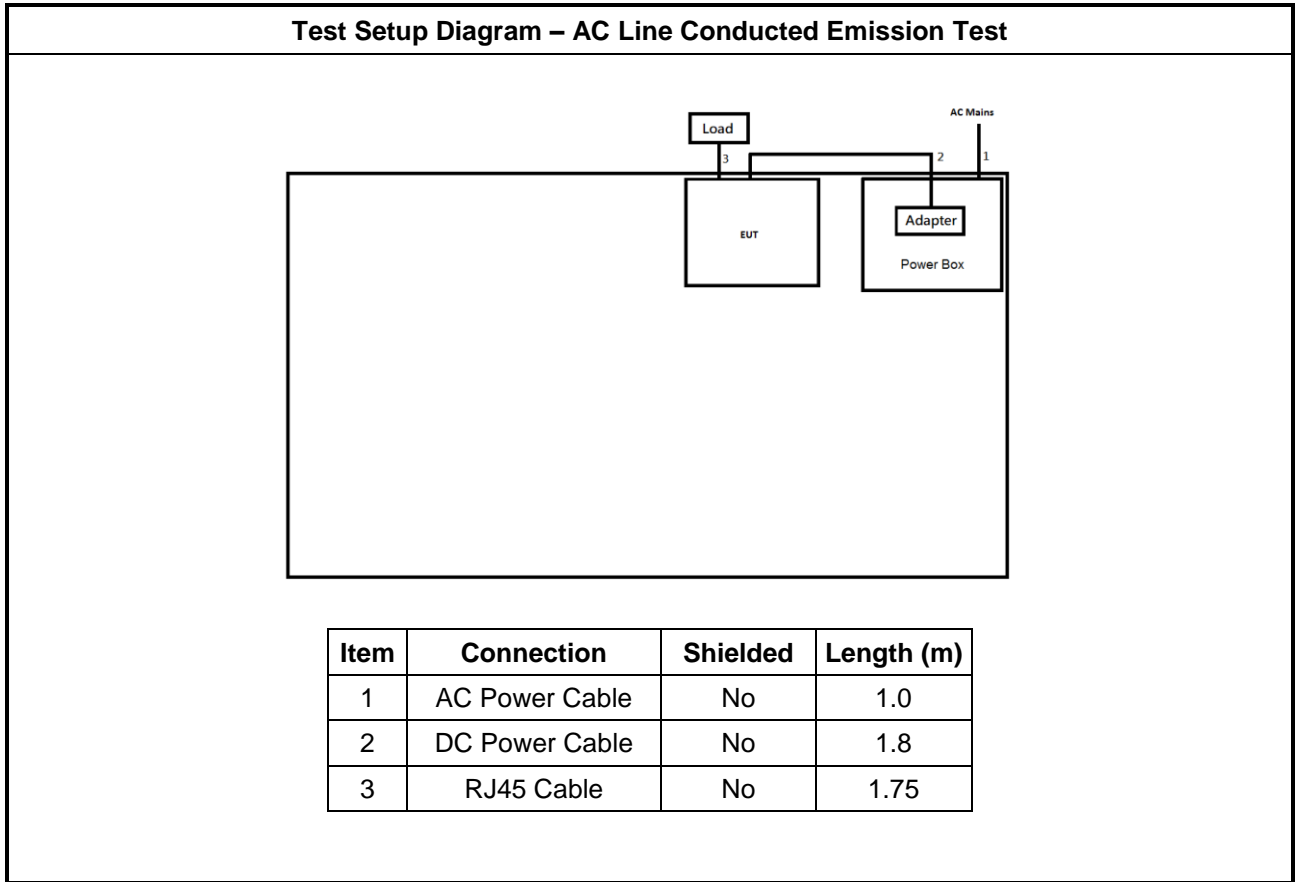 Test Setup Diagram – AC Line Conducted Emission Test
AC Mains
Load
3
2
1
Adapter
EUT
Power Box
Item Connection Shielded Length (m)
1 AC Power Cable No 1.0
2 DC Power Cable No 1.8
3 RJ45 Cable No 1.75